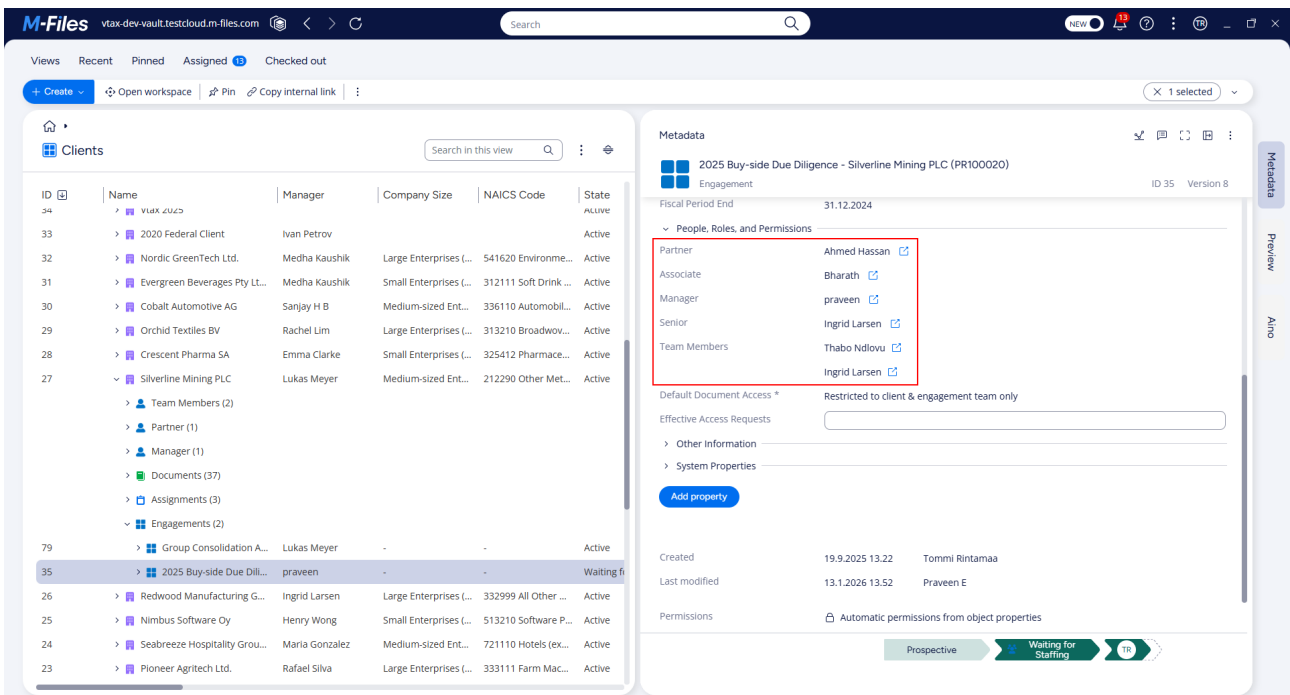 M-Files vtax-dev-vault.testcloud.m-files.com Search NEW 13 TR
Views Recent Pinned Assigned 13 Checked out
+ Create Open workspace Pin Copy internal link 1 selected
Clients Search in this view
ID Name Manager Company Size NAICS Code State
34 Vtax 2025 Active
33 2020 Federal Client Ivan Petrov Active
32 Nordic GreenTech Ltd. Medha Kaushik Large Enterprises (... 541620 Environme... Active
31 Evergreen Beverages Pty Lt... Medha Kaushik Small Enterprises (... 312111 Soft Drink ... Active
30 Cobalt Automotive AG Sanjay H B Medium-sized Ent... 336110 Automobil... Active
29 Orchid Textiles BV Rachel Lim Large Enterprises (... 313210 Broadwov... Active
28 Crescent Pharma SA Emma Clarke Small Enterprises (... 325412 Pharmace... Active
27 Silverline Mining PLC Lukas Meyer Medium-sized Ent... 212290 Other Met... Active
Team Members (2)
Partner (1)
Manager (1)
Documents (37)
Assignments (3)
Engagements (2)
79 Group Consolidation A... Lukas Meyer - - Active
35 2025 Buy-side Due Dili... praveen - - Waiting fo
26 Redwood Manufacturing G... Ingrid Larsen Large Enterprises (... 332999 All Other ... Active
25 Nimbus Software Oy Henry Wong Small Enterprises (... 513210 Software P... Active
24 Seabreeze Hospitality Grou... Maria Gonzalez Medium-sized Ent... 721110 Hotels (ex... Active
23 Pioneer Agritech Ltd. Rafael Silva Large Enterprises (... 333111 Farm Mac... Active
Metadata
2025 Buy-side Due Diligence - Silverline Mining PLC (PR100020)
Engagement ID 35 Version 8
Fiscal Period End 31.12.2024
People, Roles, and Permissions
Partner Ahmed Hassan
Associate Bharath
Manager praveen
Senior Ingrid Larsen
Team Members Thabo Ndlovu
Ingrid Larsen
Default Document Access * Restricted to client & engagement team only
Effective Access Requests
Other Information
System Properties
Add property
Created 19.9.2025 13.22 Tommi Rintamaa
Last modified 13.1.2026 13.52 Praveen E
Permissions Automatic permissions from object properties
Prospective Waiting for Staffing TR
Metadata
Preview
Aino